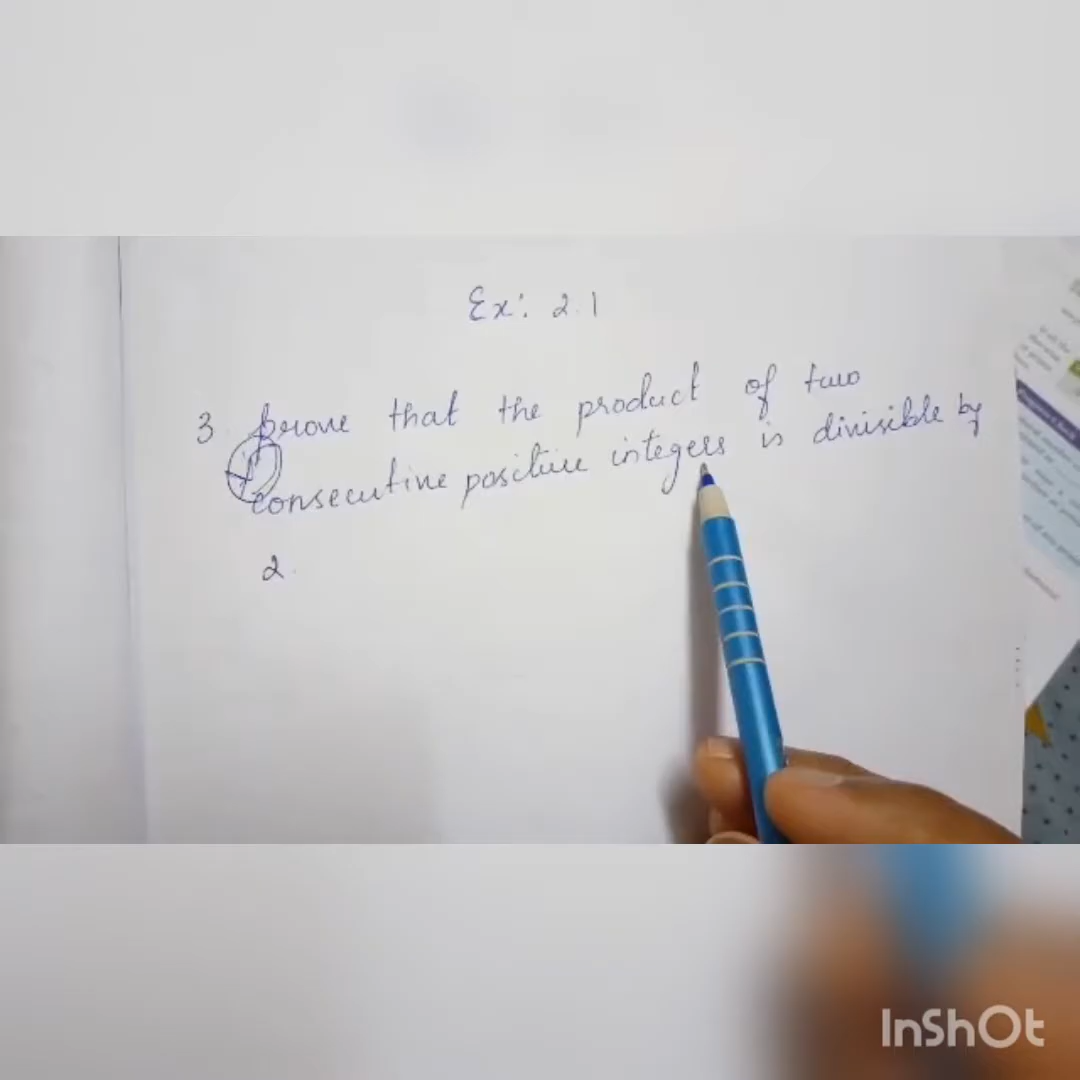 Ex: 2.1
3. prove that the product of two
consecutive positive integers is divisible by
2.
InShOt